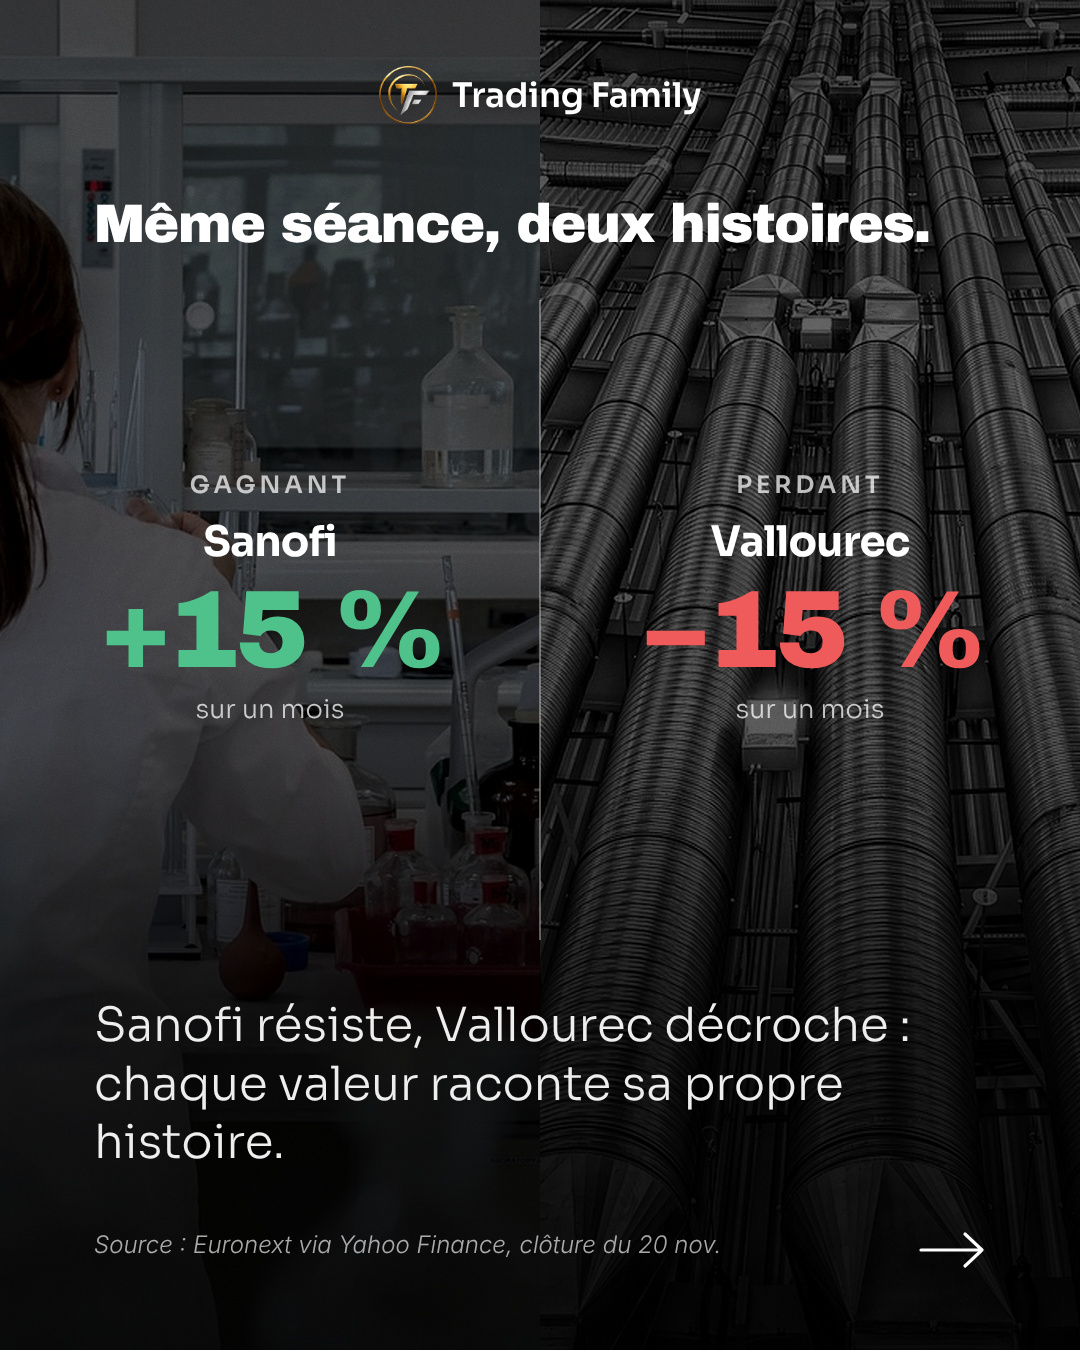 Trading Family
Même séance, deux histoires.
GAGNANT
Sanofi
+15 %
sur un mois
PERDANT
Vallourec
−15 %
sur un mois
Sanofi résiste, Vallourec décroche :
chaque valeur raconte sa propre
histoire.
Source : Euronext via Yahoo Finance, clôture du 20 nov.